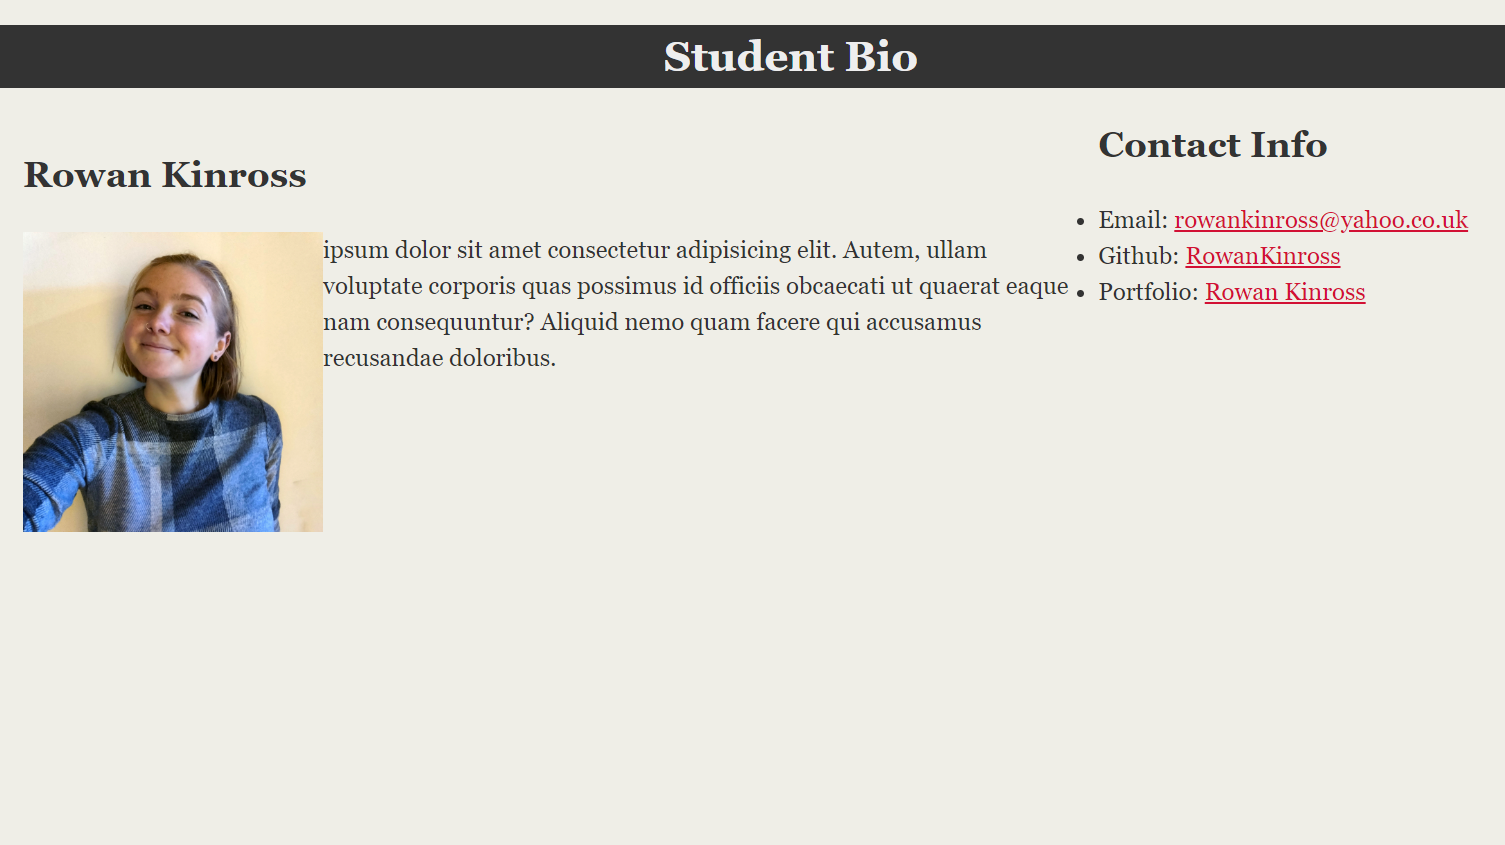 Student Bio
Rowan Kinross
ipsum dolor sit amet consectetur adipisicing elit. Autem, ullam
voluptate corporis quas possimus id officiis obcaecati ut quaerat eaque
nam consequuntur? Aliquid nemo quam facere qui accusamus
recusandae doloribus.
Contact Info
Email: rowankinross@yahoo.co.uk
Github: RowanKinross
Portfolio: Rowan Kinross